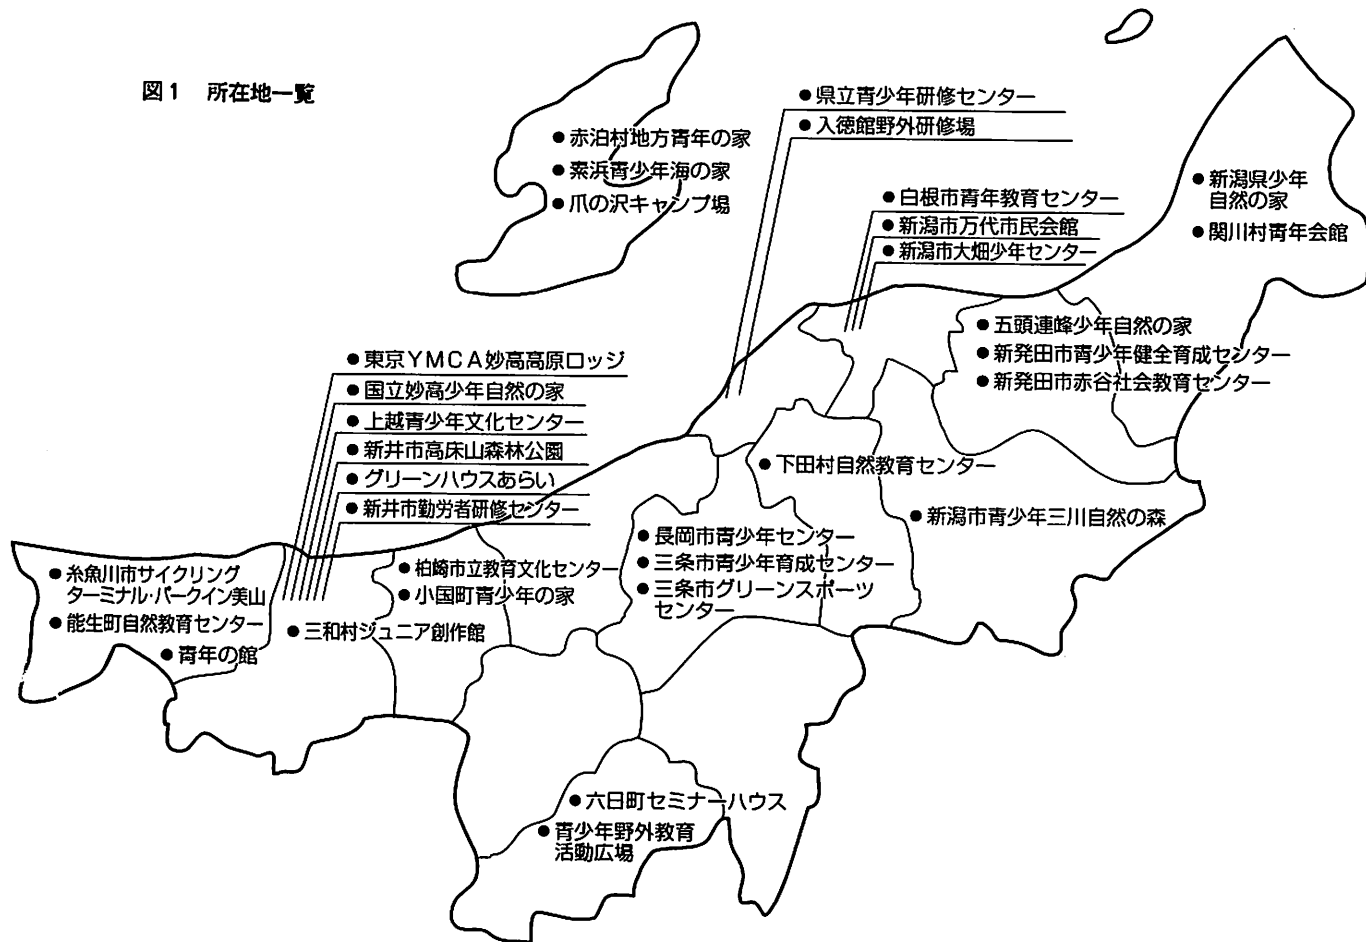 図1 所在地一覧
●赤泊村地方青年の家
●素浜青少年海の家
●爪の沢キャンプ場
●県立青少年研修センター
●入徳館野外研修場
●白根市青年教育センター
●新潟市万代市民会館
●新潟市大畑少年センター
●新潟県少年
自然の家
●関川村青年会館
●五頭連峰少年自然の家
●新発田市青少年健全育成センター
●新発田市赤谷社会教育センター
●東京YMCA妙高高原ロッジ
●国立妙高少年自然の家
●上越青少年文化センター
●新井市高床山森林公園
●グリーンハウスあらい
●新井市勤労者研修センター
●下田村自然教育センター
●新潟市青少年三川自然の森
●長岡市青少年センター
●三条市青少年育成センター
●三条市グリーンスポーツ
センター
●柏崎市立教育文化センター
●小国町青少年の家
●糸魚川市サイクリング
ターミナル・パークイン美山
●能生町自然教育センター
●青年の館
●三和村ジュニア創作館
●六日町セミナーハウス
●青少年野外教育
活動広場